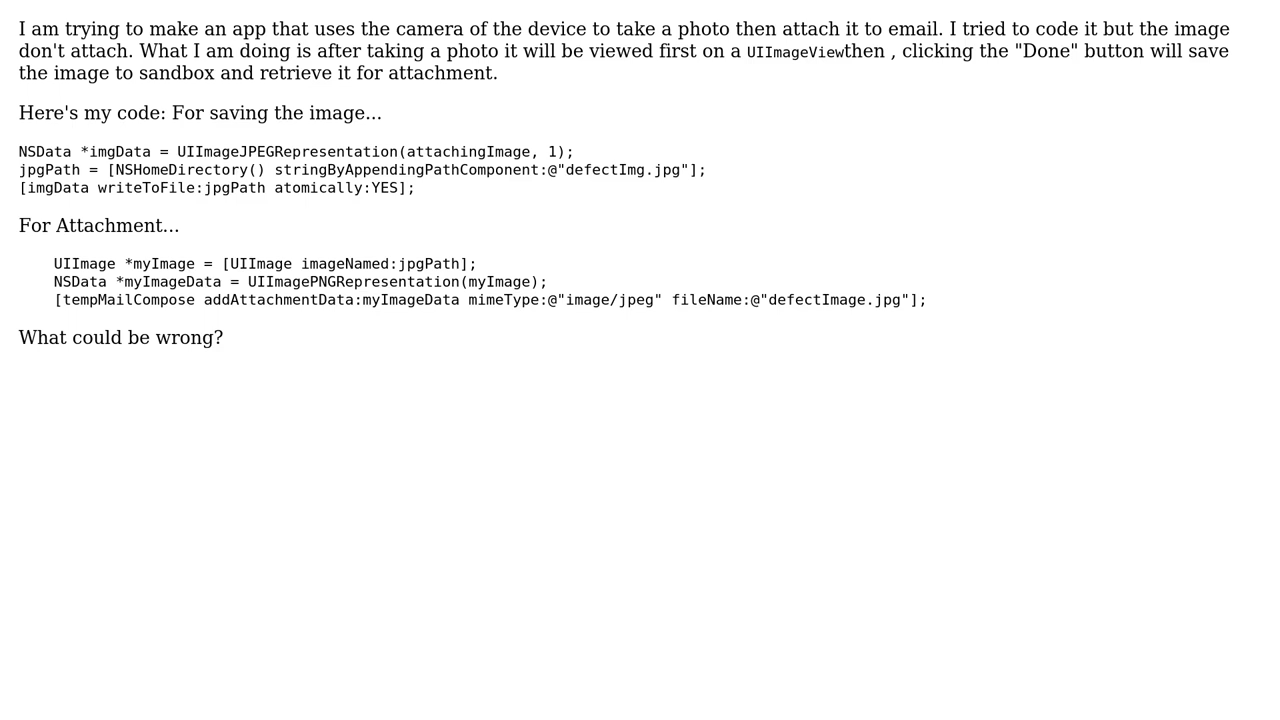 I am trying to make an app that uses the camera of the device to take a photo then attach it to email. I tried to code it but the image
don't attach. What I am doing is after taking a photo it will be viewed first on a UIImageViewthen , clicking the "Done" button will save
the image to sandbox and retrieve it for attachment.
Here's my code: For saving the image...
NSData *imgData = UIImageJPEGRepresentation(attachingImage, 1);
jpgPath = [NSHomeDirectory() stringByAppendingPathComponent:@"defectImg.jpg"];
[imgData writeToFile:jpgPath atomically:YES];
For Attachment...
    UIImage *myImage = [UIImage imageNamed:jpgPath];
    NSData *myImageData = UIImagePNGRepresentation(myImage);
    [tempMailCompose addAttachmentData:myImageData mimeType:@"image/jpeg" fileName:@"defectImage.jpg"];
What could be wrong?